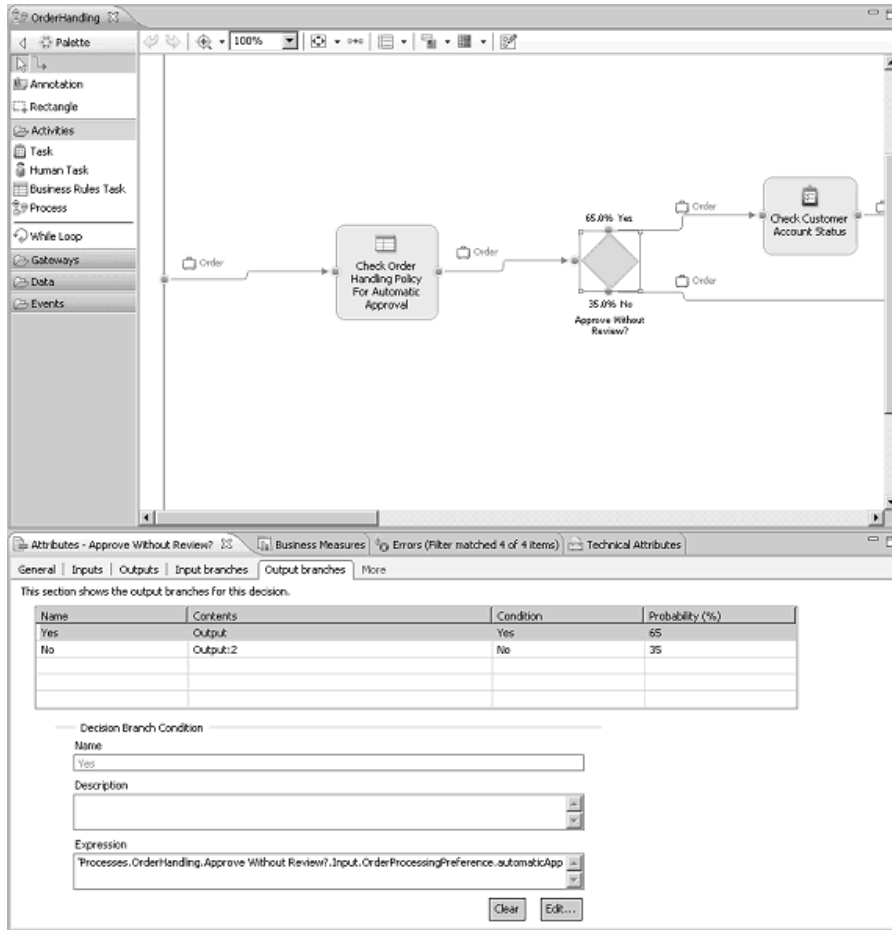 OrderHanding
Palette
100%
Annotation
Rectangle
Activities
Task
Human Task
Business Rules Task
Process
While Loop
Gateways
Data
Events
Order
Check Order
Handling Policy
For Automatic
Approval
Order
65.0% Yes
35.0% No
Approve Without
Review?
Order
Order
Check Customer
Account Status
Attributes - Approve Without Review?
Business Measures
Errors (Filter matched 4 of 4 items)
Technical Attributes
General | Inputs | Outputs | Input branches | Output branches | More
This section shows the output branches for this decision.
Name Contents Condition Probability (%)
Yes Output Yes 65
No Output:2 No 35
Decision Branch Condition
Name
Yes
Description
Expression
'Processes.OrderHandling.Approve Without Review?.Input.OrderProcessingPreference.automaticApp
Clear Edit...